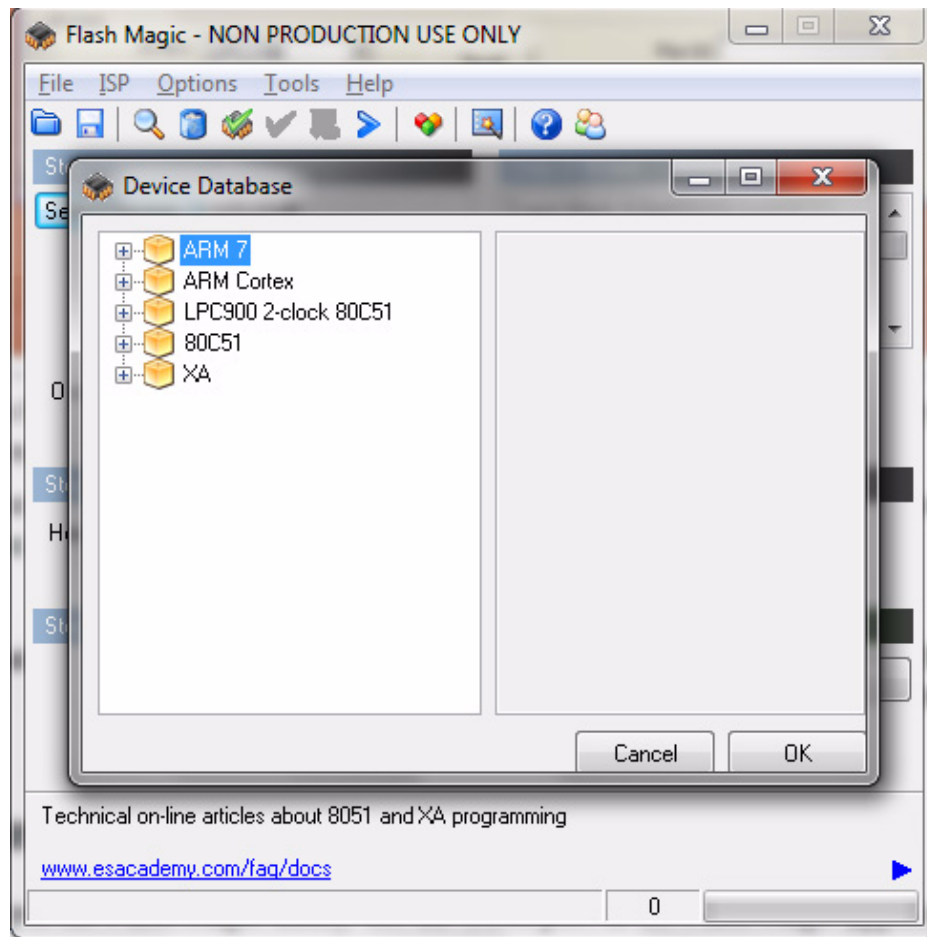 Flash Magic - NON PRODUCTION USE ONLY
File ISP Options Tools Help
Device Database
ARM 7
ARM Cortex
LPC900 2-clock 80C51
80C51
XA
Cancel OK
Technical on-line articles about 8051 and XA programming
www.esacademy.com/faq/docs
0